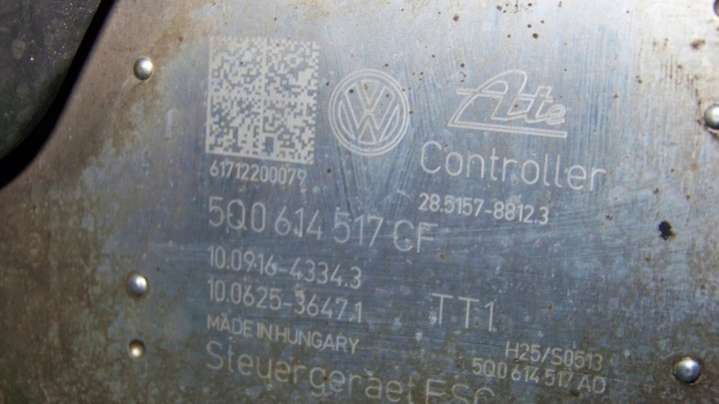 Ate
61712200079
Controller
28.5157-8812.3
5Q0 614 517 CF
10.0916-4334.3
10.0625-3647.1
TT1
MADE IN HUNGARY
H25/S0513
5Q0 614 517 AQ
Steuergeraet ESC